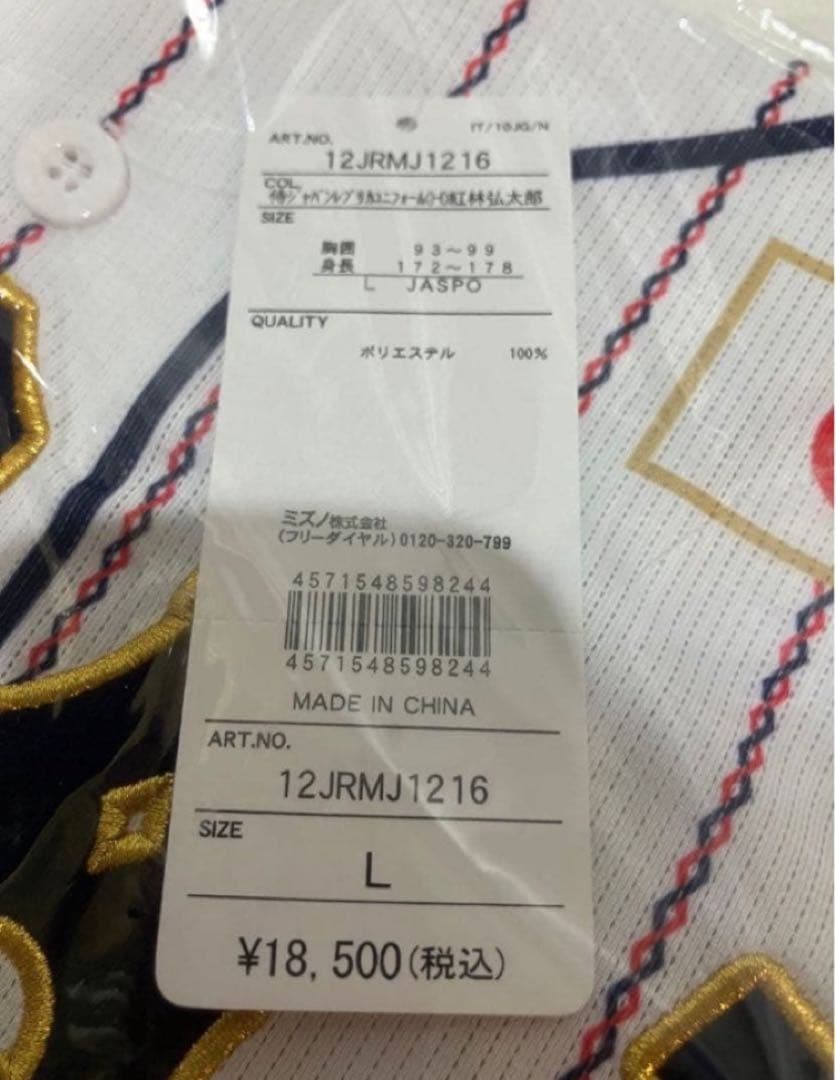 IT/10JG/N
ART.NO.
12JRMJ1216
COL.
侍ジャパンレプリカユニフォーム(H)紅林弘太郎
SIZE
胸囲 93～99
身長 172～178
L JASPO
QUALITY
ポリエステル 100%
ミズノ株式会社
(フリーダイヤル)0120-320-799
4571548598244
4571548598244
MADE IN CHINA
ART.NO.
12JRMJ1216
SIZE
L
¥18,500(税込)